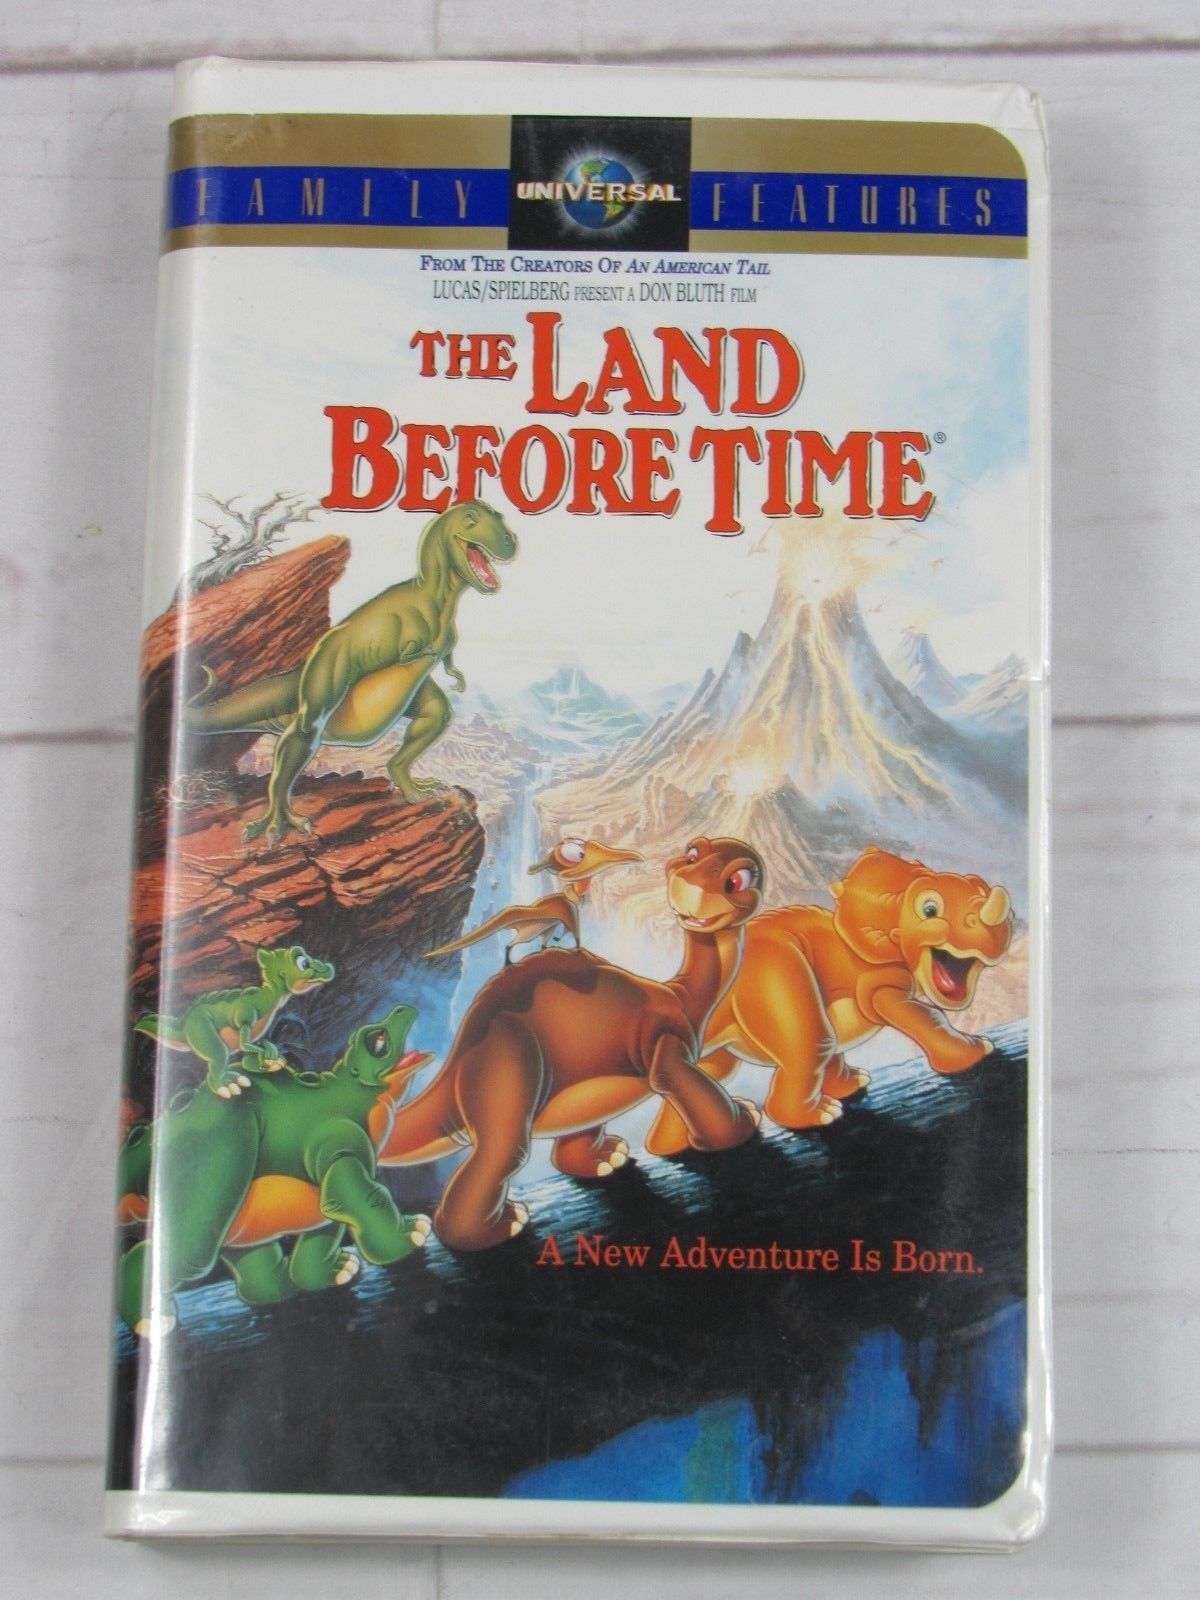 FAMILY UNIVERSAL FEATURES
FROM THE CREATORS OF AN AMERICAN TAIL
LUCAS/SPIELBERG PRESENT A DON BLUTH FILM
THE LAND
BEFORE TIME®
A New Adventure Is Born.